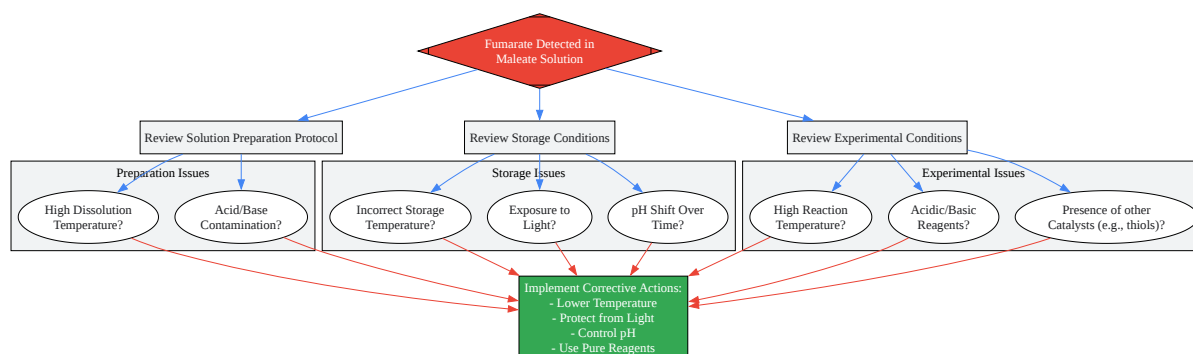 Fumarate Detected in
Maleate Solution
Review Solution Preparation Protocol
Review Storage Conditions
Review Experimental Conditions
Preparation Issues
Storage Issues
Experimental Issues
High Dissolution
Temperature?
Acid/Base
Contamination?
Incorrect Storage
Temperature?
Exposure to
Light?
pH Shift Over
Time?
High Reaction
Temperature?
Acidic/Basic
Reagents?
Presence of other
Catalysts (e.g., thiols)?
Implement Corrective Actions:
- Lower Temperature
- Protect from Light
- Control pH
- Use Pure Reagents